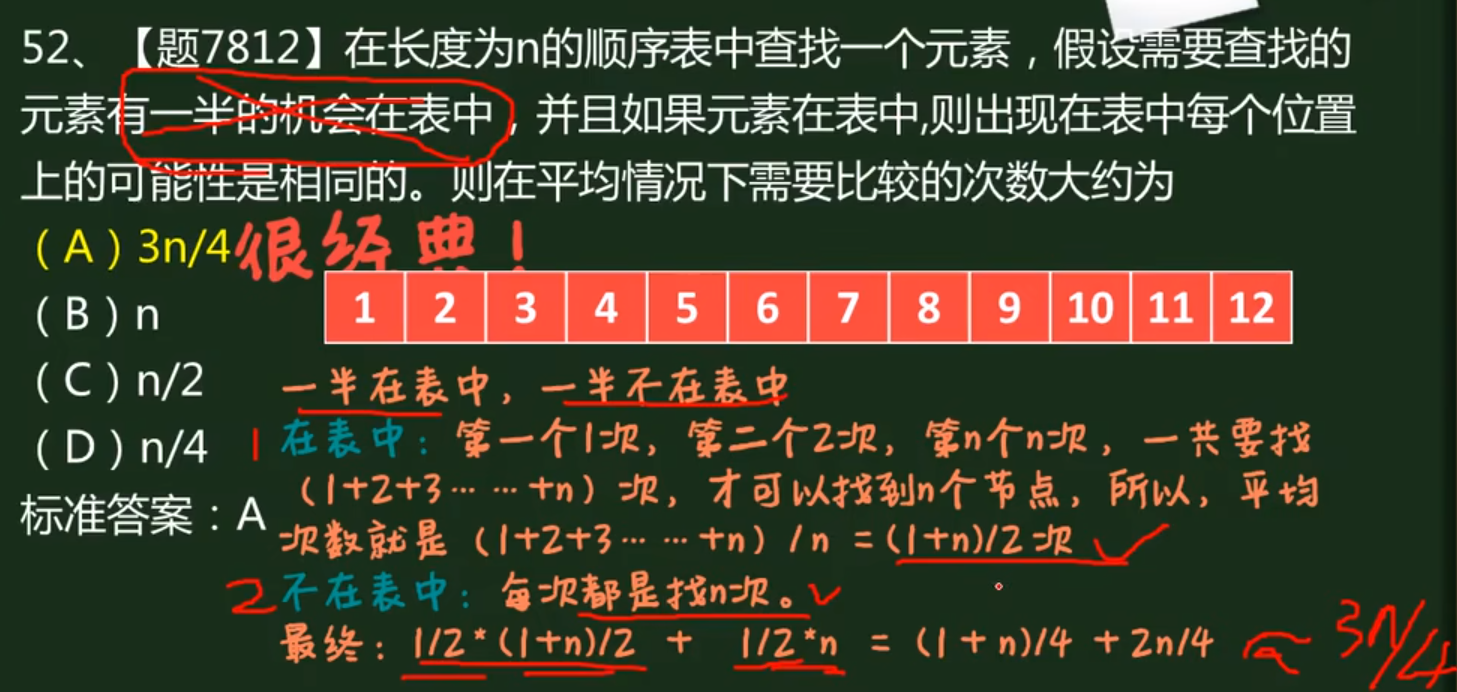 52、【题7812】在长度为n的顺序表中查找一个元素，假设需要查找的
元素有一半的机会在表中，并且如果元素在表中,则出现在表中每个位置
上的可能性是相同的。则在平均情况下需要比较的次数大约为
（A）3n/4 很经典！
（B）n
1 2 3 4 5 6 7 8 9 10 11 12
（C）n/2
一半在表中，一半不在表中
（D）n/4
1 在表中：第一个1次，第二个2次，第n个n次，一共要找
（1+2+3… …+n）次，才可以找到n个节点，所以，平均
标准答案：A
次数就是（1+2+3… …+n）/n =(1+n)/2次
2 不在表中：每次都是找n次。
最终：1/2*(1+n)/2 + 1/2*n =（1+n)/4 +2n/4 3n/4